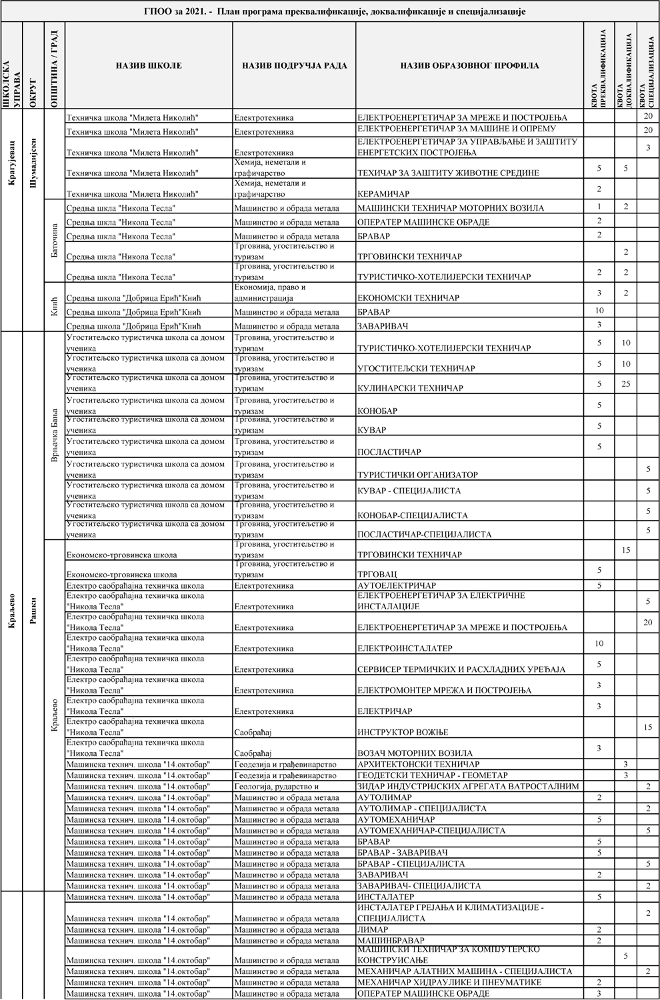 ГПОО за 2021. - План програма преквалификације, доквалификације и специјализације
ШКОЛСКА УПРАВА | ОКРУГ | ОПШТИНА / ГРАД | НАЗИВ ШКОЛЕ | НАЗИВ ПОДРУЧЈА РАДА | НАЗИВ ОБРАЗОВНОГ ПРОФИЛА | КВОТА ПРЕКВАЛИФИКАЦИЈА | КВОТА ДОКВАЛИФИКАЦИЈА | КВОТА СПЕЦИЈАЛИЗАЦИЈА
Крагујевац
Шумадијски
Техничка школа "Милета Николић" | Електротехника | ЕЛЕКТРОЕНЕРГЕТИЧАР ЗА МРЕЖЕ И ПОСТРОЈЕЊА | 20
Техничка школа "Милета Николић" | Електротехника | ЕЛЕКТРОЕНЕРГЕТИЧАР ЗА МАШИНЕ И ОПРЕМУ | 20
Техничка школа "Милета Николић" | Електротехника | ЕЛЕКТРОЕНЕРГЕТИЧАР ЗА УПРАВЉАЊЕ И ЗАШТИТУ ЕНЕРГЕТСКИХ ПОСТРОЈЕЊА | 3
Техничка школа "Милета Николић" | Хемија, неметали и графичарство | ТЕХИЧАР ЗА ЗАШТИТУ ЖИВОТНЕ СРЕДИНЕ | 5 | 5
Техничка школа "Милета Николић" | Хемија, неметали и графичарство | КЕРАМИЧАР | 2
Баточина
Средња шкла "Никола Тесла" | Машинство и обрада метала | МАШИНСКИ ТЕХНИЧАР МОТОРНИХ ВОЗИЛА | 1 | 2
Средња шкла "Никола Тесла" | Машинство и обрада метала | ОПЕРАТЕР МАШИНСКЕ ОБРАДЕ | 2
Средња шкла "Никола Тесла" | Машинство и обрада метала | БРАВАР | 2
Средња шкла "Никола Тесла" | Трговина, угоститељство и туризам | ТРГОВИНСКИ ТЕХНИЧАР | 2
Средња шкла "Никола Тесла" | Трговина, угоститељство и туризам | ТУРИСТИЧКО-ХОТЕЛИЈЕРСКИ ТЕХНИЧАР | 2 | 2
Кнић
Средња школа "Добрица Ерић"Кнић | Економија, право и администрација | ЕКОНОМСКИ ТЕХНИЧАР | 3 | 2
Средња школа "Добрица Ерић"Кнић | Машинство и обрада метала | БРАВАР | 10
Средња школа "Добрица Ерић"Кнић | Машинство и обрада метала | ЗАВАРИВАЧ | 3
Краљево
Рашки
Врњачка Бања
Угоститељско туристичка школа са домом ученика | Трговина, угоститељство и туризам | ТУРИСТИЧКО-ХОТЕЛИЈЕРСКИ ТЕХНИЧАР | 5 | 10
Угоститељско туристичка школа са домом ученика | Трговина, угоститељство и туризам | УГОСТИТЕЉСКИ ТЕХНИЧАР | 5 | 10
Угоститељско туристичка школа са домом ученика | Трговина, угоститељство и туризам | КУЛИНАРСКИ ТЕХНИЧАР | 5 | 25
Угоститељско туристичка школа са домом ученика | Трговина, угоститељство и туризам | КОНОБАР | 5
Угоститељско туристичка школа са домом ученика | Трговина, угоститељство и туризам | КУВАР | 5
Угоститељско туристичка школа са домом ученика | Трговина, угоститељство и туризам | ПОСЛАСТИЧАР | 5
Угоститељско туристичка школа са домом ученика | Трговина, угоститељство и туризам | ТУРИСТИЧКИ ОРГАНИЗАТОР | 5
Угоститељско туристичка школа са домом ученика | Трговина, угоститељство и туризам | КУВАР - СПЕЦИЈАЛИСТА | 5
Угоститељско туристичка школа са домом ученика | Трговина, угоститељство и туризам | КОНОБАР-СПЕЦИЈАЛИСТА | 5
Угоститељско туристичка школа са домом ученика | Трговина, угоститељство и туризам | ПОСЛАСТИЧАР-СПЕЦИЈАЛИСТА | 5
Краљево
Економско-трговинска школа | Трговина, угоститељство и туризам | ТРГОВИНСКИ ТЕХНИЧАР | 15
Економско-трговинска школа | Трговина, угоститељство и туризам | ТРГОВАЦ | 5
Електро саобраћајна техничка школа | Електротехника | АУТОЕЛЕКТРИЧАР | 5
Електро саобраћајна техничка школа "Никола Тесла" | Електротехника | ЕЛЕКТРОЕНЕРГЕТИЧАР ЗА ЕЛЕКТРИЧНЕ ИНСТАЛАЦИЈЕ | 5
Електро саобраћајна техничка школа "Никола Тесла" | Електротехника | ЕЛЕКТРОЕНЕРГЕТИЧАР ЗА МРЕЖЕ И ПОСТРОЈЕЊА | 20
Електро саобраћајна техничка школа "Никола Тесла" | Електротехника | ЕЛЕКТРОИНСТАЛАТЕР | 10
Електро саобраћајна техничка школа "Никола Тесла" | Електротехника | СЕРВИСЕР ТЕРМИЧКИХ И РАСХЛАДНИХ УРЕЂАЈА | 5
Електро саобраћајна техничка школа "Никола Тесла" | Електротехника | ЕЛЕКТРОМОНТЕР МРЕЖА И ПОСТРОЈЕЊА | 3
Електро саобраћајна техничка школа "Никола Тесла" | Електротехника | ЕЛЕКТРИЧАР | 3
Електро саобраћајна техничка школа "Никола Тесла" | Саобраћај | ИНСТРУКТОР ВОЖЊЕ | 15
Електро саобраћајна техничка школа "Никола Тесла" | Саобраћај | ВОЗАЧ МОТОРНИХ ВОЗИЛА | 3
Машинска технич. школа "14.октобар" | Геодезија и грађевинарство | АРХИТЕКТОНСКИ ТЕХНИЧАР | 3
Машинска технич. школа "14.октобар" | Геодезија и грађевинарство | ГЕОДЕТСКИ ТЕХНИЧАР - ГЕОМЕТАР | 3
Машинска технич. школа "14.октобар" | Геологија, рударство и | ЗИДАР ИНДУСТРИЈСКИХ АГРЕГАТА ВАТРОСТАЛНИМ | 2
Машинска технич. школа "14.октобар" | Машинство и обрада метала | АУТОЛИМАР | 2
Машинска технич. школа "14.октобар" | Машинство и обрада метала | АУТОЛИМАР - СПЕЦИЈАЛИСТА | 2
Машинска технич. школа "14.октобар" | Машинство и обрада метала | АУТОМЕХАНИЧАР | 5
Машинска технич. школа "14.октобар" | Машинство и обрада метала | АУТОМЕХАНИЧАР-СПЕЦИЈАЛИСТА | 5
Машинска технич. школа "14.октобар" | Машинство и обрада метала | БРАВАР | 5
Машинска технич. школа "14.октобар" | Машинство и обрада метала | БРАВАР - ЗАВАРИВАЧ | 5
Машинска технич. школа "14.октобар" | Машинство и обрада метала | БРАВАР - СПЕЦИЈАЛИСТА | 5
Машинска технич. школа "14.октобар" | Машинство и обрада метала | ЗАВАРИВАЧ | 2
Машинска технич. школа "14.октобар" | Машинство и обрада метала | ЗАВАРИВАЧ- СПЕЦИЈАЛИСТА | 2
Машинска технич. школа "14.октобар" | Машинство и обрада метала | ИНСТАЛАТЕР | 5
Машинска технич. школа "14.октобар" | Машинство и обрада метала | ИНСТАЛАТЕР ГРЕЈАЊА И КЛИМАТИЗАЦИЈЕ - СПЕЦИЈАЛИСТА | 2
Машинска технич. школа "14.октобар" | Машинство и обрада метала | ЛИМАР | 2
Машинска технич. школа "14.октобар" | Машинство и обрада метала | МАШИНБРАВАР | 2
Машинска технич. школа "14.октобар" | Машинство и обрада метала | МАШИНСКИ ТЕХНИЧАР ЗА КОМПЈУТЕРСКО КОНСТРУИСАЊЕ | 5
Машинска технич. школа "14.октобар" | Машинство и обрада метала | МЕХАНИЧАР АЛАТНИХ МАШИНА - СПЕЦИЈАЛИСТА | 2
Машинска технич. школа "14.октобар" | Машинство и обрада метала | МЕХАНИЧАР ХИДРАУЛИКЕ И ПНЕУМАТИКЕ | 2
Машинска технич. школа "14.октобар" | Машинство и обрада метала | ОПЕРАТЕР МАШИНСКЕ ОБРАДЕ | 3